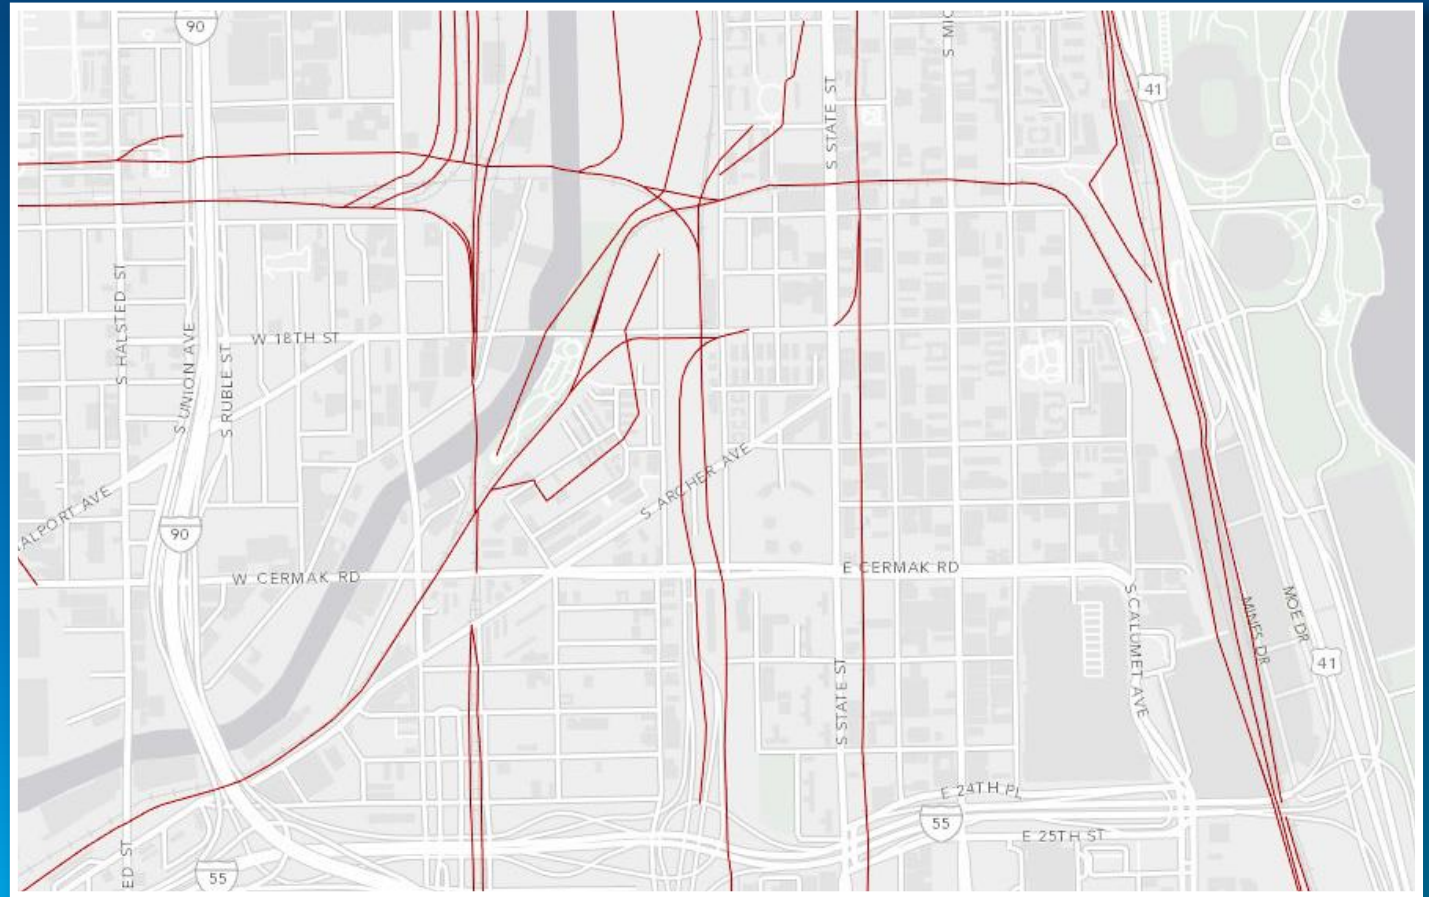 90
S MIC
41
S STATE ST
S HALSTED ST
S UNION AVE
S RUBLE ST
W 18TH ST
S ARCHER AVE
ALPORT AVE
90
W CERMAK RD
E CERMAK RD
S CALUMET AVE
MINES DR
MOE DR
41
S STATE ST
E 24TH PL
55
E 25TH ST
ED ST
55